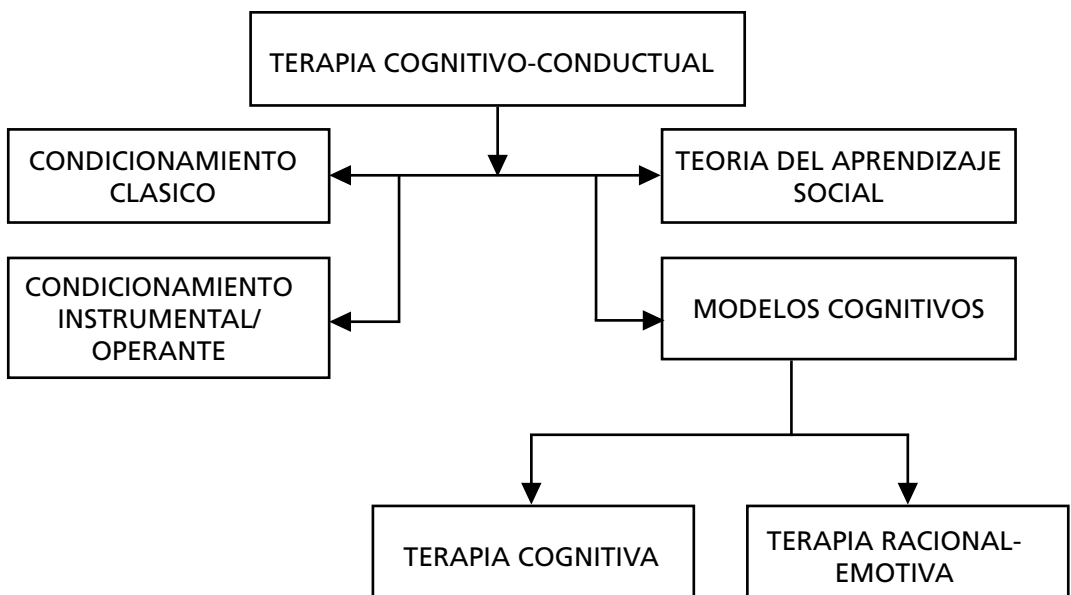 TERAPIA COGNITIVO-CONDUCTUAL
CONDICIONAMIENTO
CLASICO
TEORIA DEL APRENDIZAJE
SOCIAL
CONDICIONAMIENTO
INSTRUMENTAL/
OPERANTE
MODELOS COGNITIVOS
TERAPIA COGNITIVA
TERAPIA RACIONAL-
EMOTIVA